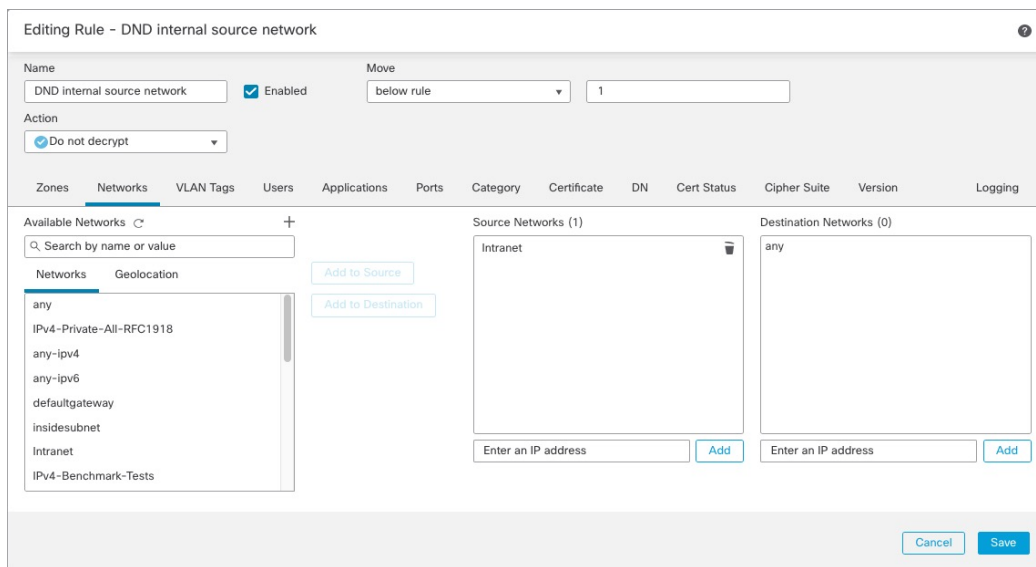 Editing Rule - DND internal source network
Name
Move
DND internal source network
Enabled
below rule
1
Action
Do not decrypt
Zones Networks VLAN Tags Users Applications Ports Category Certificate DN Cert Status Cipher Suite Version Logging
Available Networks
Search by name or value
Networks Geolocation
any
IPv4-Private-All-RFC1918
any-ipv4
any-ipv6
defaultgateway
insidesubnet
Intranet
IPv4-Benchmark-Tests
Add to Source
Add to Destination
Source Networks (1)
Intranet
Enter an IP address
Add
Destination Networks (0)
any
Enter an IP address
Add
Cancel
Save